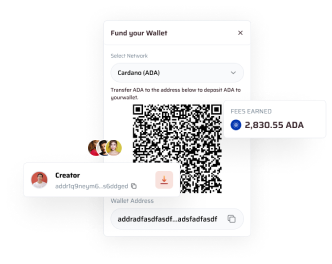 Fund your Wallet
Select Network
Cardano (ADA)
Transfer ADA to the address below to deposit ADA to
yourwallet.
FEES EARNED
2,830.55 ADA
Creator
addr1q9neym6...s6ddged
Wallet Address
addradfasdfasdf...adsfadfasdf